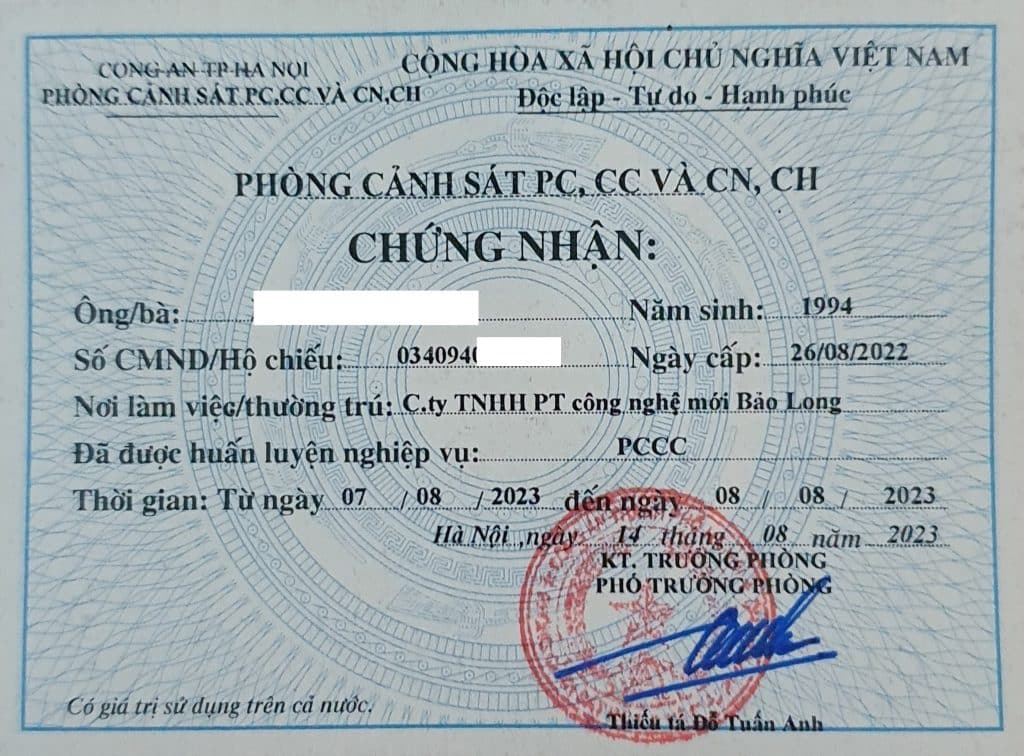 CÔNG AN TP HÀ NỘI
PHÒNG CẢNH SÁT PC,CC VÀ CN,CH
CỘNG HÒA XÃ HỘI CHỦ NGHĨA VIỆT NAM
Độc lập - Tự do - Hạnh phúc
PHÒNG CẢNH SÁT PC, CC VÀ CN, CH
CHỨNG NHẬN:
Ông/bà: Năm sinh: 1994
Số CMND/Hộ chiếu: 034094 Ngày cấp: 26/08/2022
Nơi làm việc/thường trú: C.ty TNHH PT công nghệ mới Bảo Long
Đã được huấn luyện nghiệp vụ: PCCC
Thời gian: Từ ngày 07 / 08 / 2023 đến ngày 08 / 08 / 2023
Hà Nội ,ngày 14 tháng 08 năm 2023
KT. TRƯỞNG PHÒNG
PHÓ TRƯỞNG PHÒNG
Có giá trị sử dụng trên cả nước.
Thiếu tá Đỗ Tuấn Anh